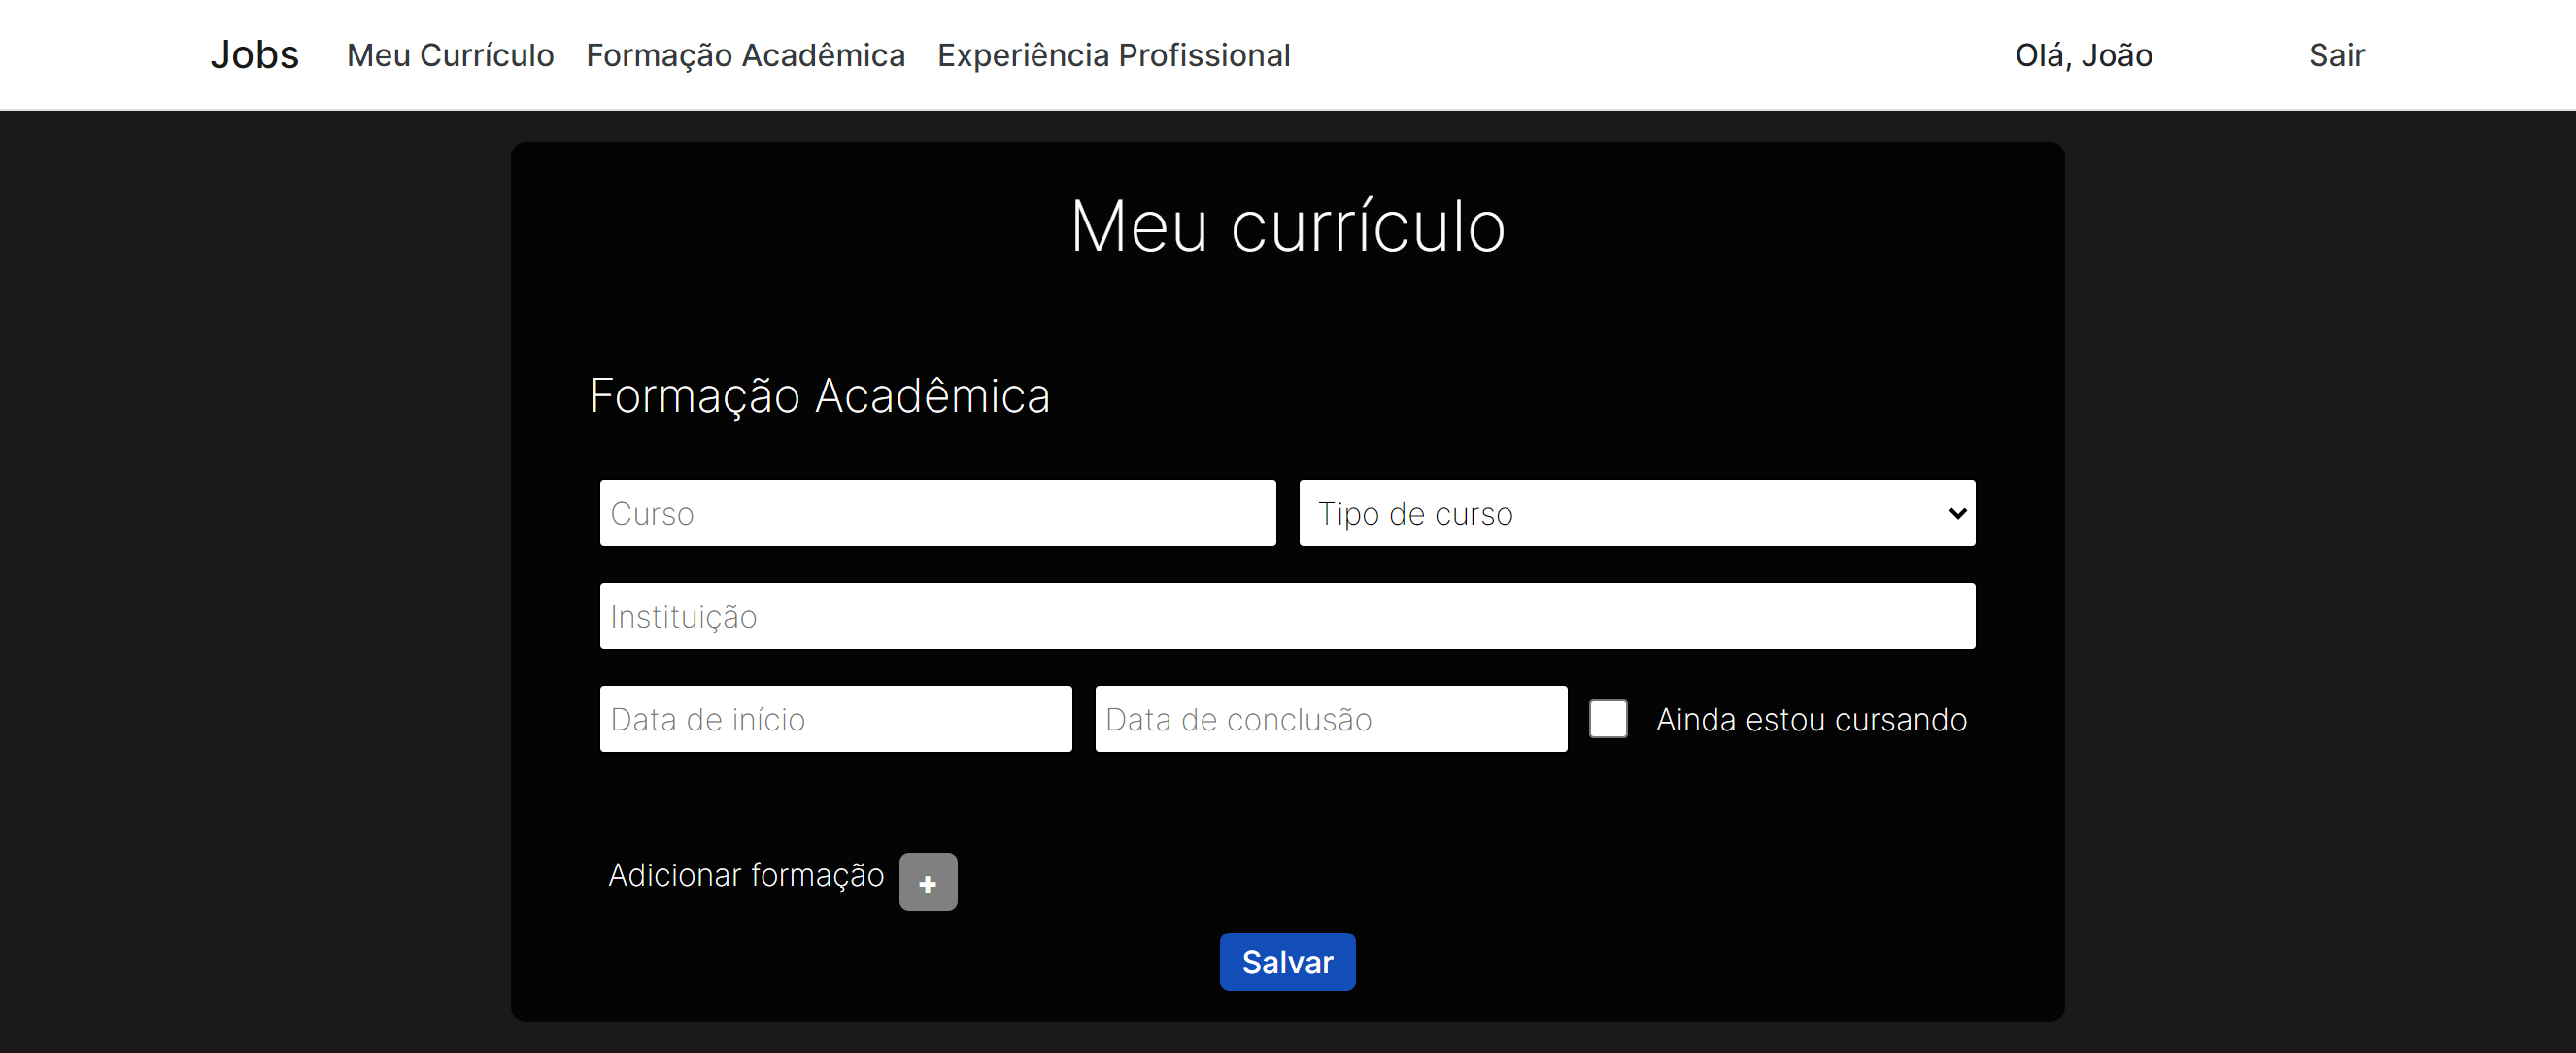 Jobs Meu Currículo Formação Acadêmica Experiência Profissional Olá, João Sair
Meu currículo
Formação Acadêmica
Curso Tipo de curso
Instituição
Data de início Data de conclusão Ainda estou cursando
Adicionar formação +
Salvar